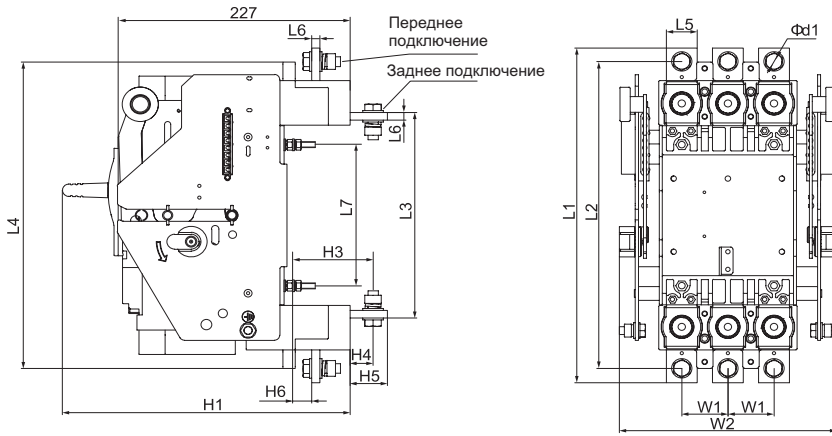 227
L6
Переднее
подключение
Заднее подключение
L6
L4
L7
L3
H3
H4
H5
H6
H1
L5
Фd1
L1
L2
W1
W1
W2